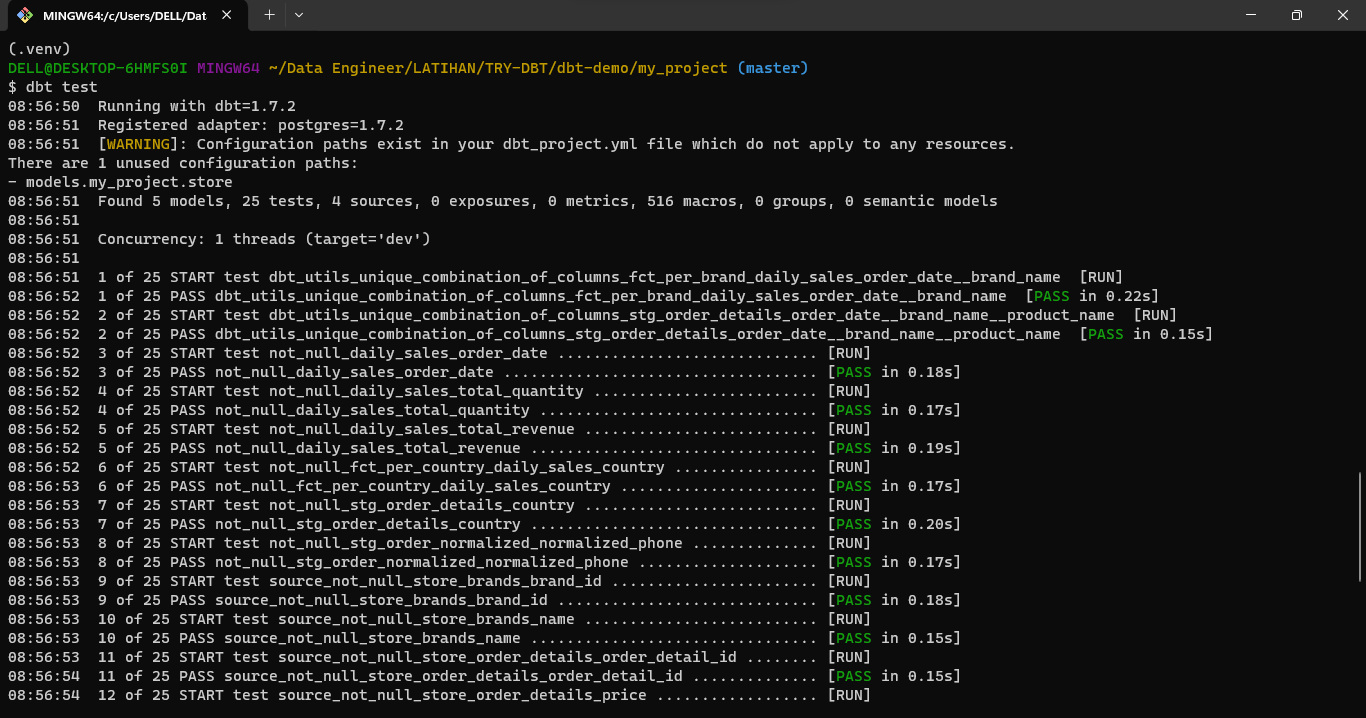 MINGW64:/c/Users/DELL/Dat
(.venv)
DELL@DESKTOP-6HMFS0I MINGW64 ~/Data Engineer/LATIHAN/TRY-DBT/dbt-demo/my_project (master)
$ dbt test
08:56:50  Running with dbt=1.7.2
08:56:51  Registered adapter: postgres=1.7.2
08:56:51  [WARNING]: Configuration paths exist in your dbt_project.yml file which do not apply to any resources.
There are 1 unused configuration paths:
- models.my_project.store
08:56:51  Found 5 models, 25 tests, 4 sources, 0 exposures, 0 metrics, 516 macros, 0 groups, 0 semantic models
08:56:51
08:56:51  Concurrency: 1 threads (target='dev')
08:56:51
08:56:51  1 of 25 START test dbt_utils_unique_combination_of_columns_fct_per_brand_daily_sales_order_date__brand_name  [RUN]
08:56:52  1 of 25 PASS dbt_utils_unique_combination_of_columns_fct_per_brand_daily_sales_order_date__brand_name  [PASS in 0.22s]
08:56:52  2 of 25 START test dbt_utils_unique_combination_of_columns_stg_order_details_order_date__brand_name__product_name  [RUN]
08:56:52  2 of 25 PASS dbt_utils_unique_combination_of_columns_stg_order_details_order_date__brand_name__product_name  [PASS in 0.15s]
08:56:52  3 of 25 START test not_null_daily_sales_order_date ............................. [RUN]
08:56:52  3 of 25 PASS not_null_daily_sales_order_date ................................... [PASS in 0.18s]
08:56:52  4 of 25 START test not_null_daily_sales_total_quantity ......................... [RUN]
08:56:52  4 of 25 PASS not_null_daily_sales_total_quantity ............................... [PASS in 0.17s]
08:56:52  5 of 25 START test not_null_daily_sales_total_revenue .......................... [RUN]
08:56:52  5 of 25 PASS not_null_daily_sales_total_revenue ................................ [PASS in 0.19s]
08:56:52  6 of 25 START test not_null_fct_per_country_daily_sales_country ................ [RUN]
08:56:53  6 of 25 PASS not_null_fct_per_country_daily_sales_country ...................... [PASS in 0.17s]
08:56:53  7 of 25 START test not_null_stg_order_details_country .......................... [RUN]
08:56:53  7 of 25 PASS not_null_stg_order_details_country ................................ [PASS in 0.20s]
08:56:53  8 of 25 START test not_null_stg_order_normalized_normalized_phone .............. [RUN]
08:56:53  8 of 25 PASS not_null_stg_order_normalized_normalized_phone .................... [PASS in 0.17s]
08:56:53  9 of 25 START test source_not_null_store_brands_brand_id ....................... [RUN]
08:56:53  9 of 25 PASS source_not_null_store_brands_brand_id ............................. [PASS in 0.18s]
08:56:53  10 of 25 START test source_not_null_store_brands_name .......................... [RUN]
08:56:53  10 of 25 PASS source_not_null_store_brands_name ................................ [PASS in 0.15s]
08:56:53  11 of 25 START test source_not_null_store_order_details_order_detail_id ........ [RUN]
08:56:54  11 of 25 PASS source_not_null_store_order_details_order_detail_id .............. [PASS in 0.15s]
08:56:54  12 of 25 START test source_not_null_store_order_details_price .................. [RUN]